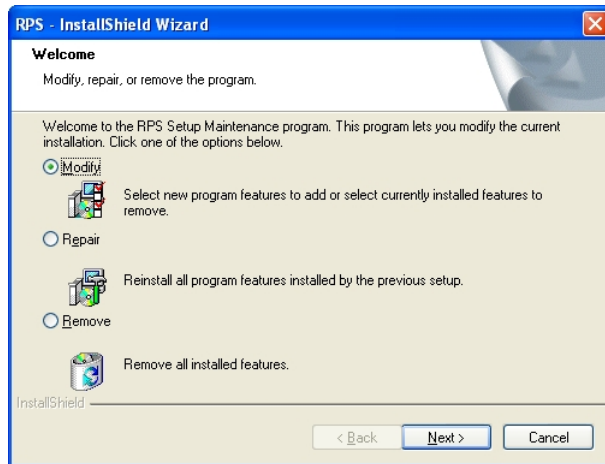 RPS - InstallShield Wizard
Welcome
Modify, repair, or remove the program.
Welcome to the RPS Setup Maintenance program. This program lets you modify the current
installation. Click one of the options below.
Modify
Select new program features to add or select currently installed features to
remove.
Repair
Reinstall all program features installed by the previous setup.
Remove
Remove all installed features.
InstallShield
< Back Next > Cancel